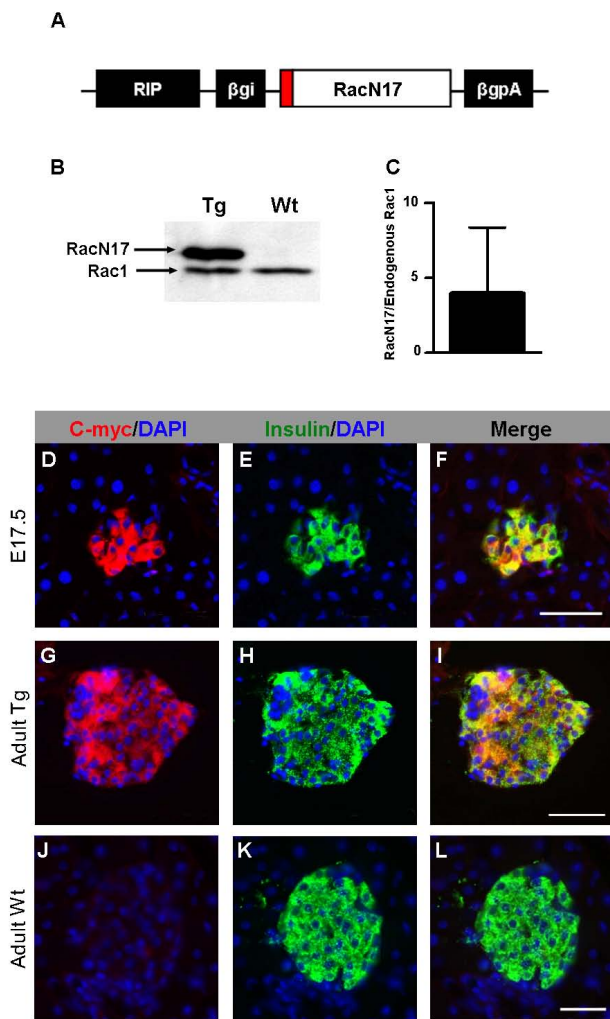 A
RIP βgi RacN17 βgpA
B
C
Tg Wt
RacN17
Rac1
RacN17/Endogenous Rac1
10
5
0
C-myc/DAPI Insulin/DAPI Merge
E17.5
D E F
Adult Tg
G H I
Adult Wt
J K L